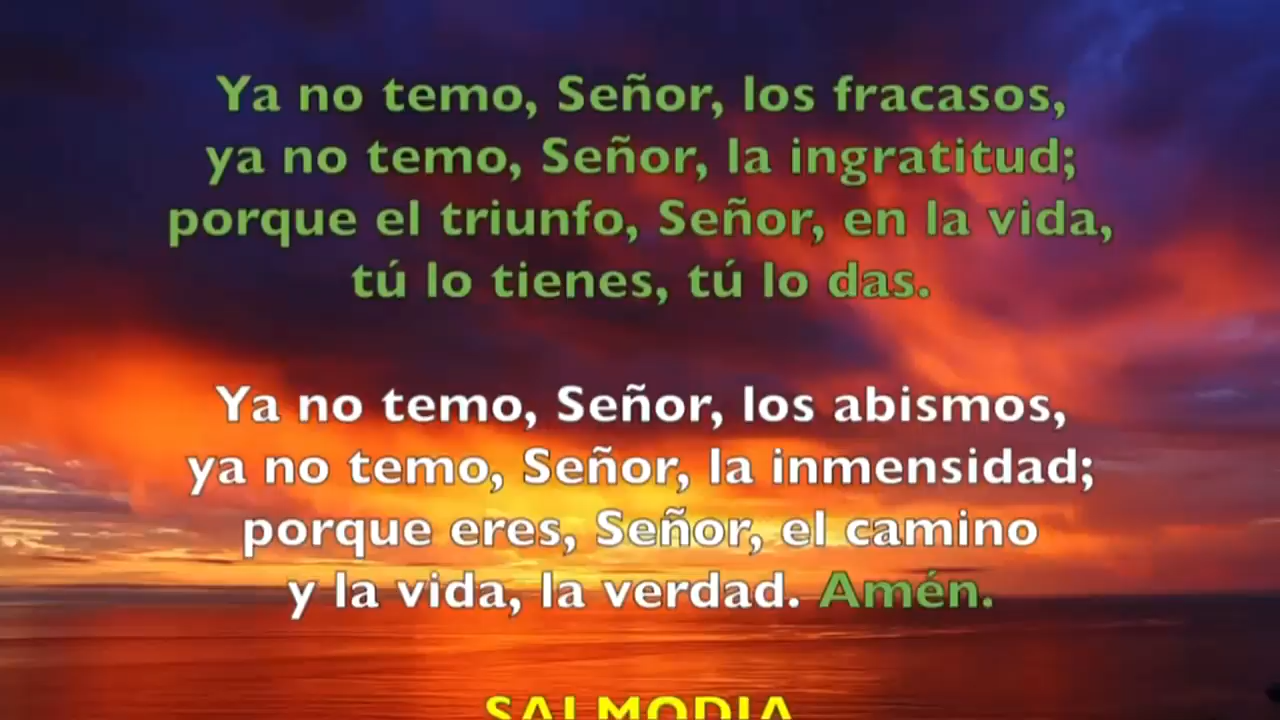 Ya no temo, Señor, los fracasos,
ya no temo, Señor, la ingratitud;
porque el triunfo, Señor, en la vida,
tú lo tienes, tú lo das.
Ya no temo, Señor, los abismos,
ya no temo, Señor, la inmensidad;
porque eres, Señor, el camino
y la vida, la verdad. Amén.
SALMODIA